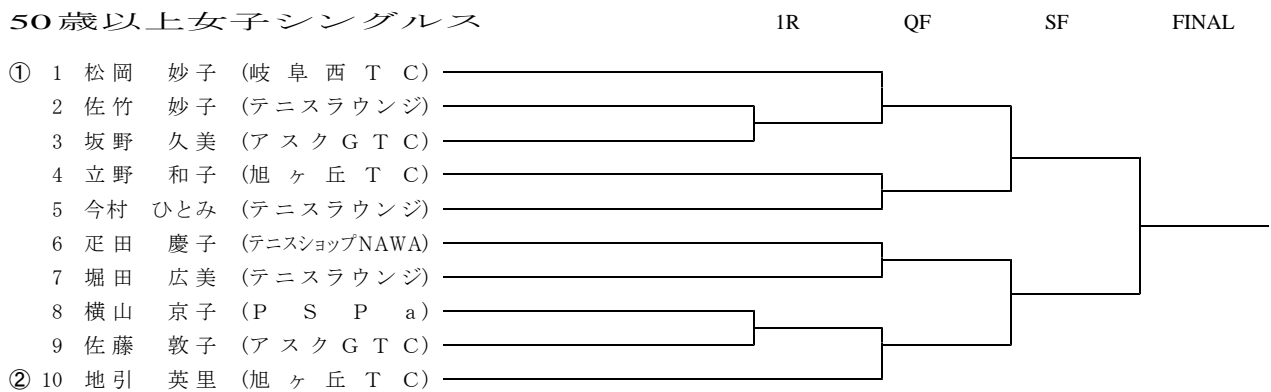 50歳以上女子シングルス 1R QF SF FINAL
① 1 松岡 妙子 (岐阜西TC)
2 佐竹 妙子 (テニスラウンジ)
3 坂野 久美 (アスクGTC)
4 立野 和子 (旭ヶ丘TC)
5 今村 ひとみ (テニスラウンジ)
6 疋田 慶子 (テニスショップNAWA)
7 堀田 広美 (テニスラウンジ)
8 横山 京子 (PSPa)
9 佐藤 敦子 (アスクGTC)
② 10 地引 英里 (旭ヶ丘TC)